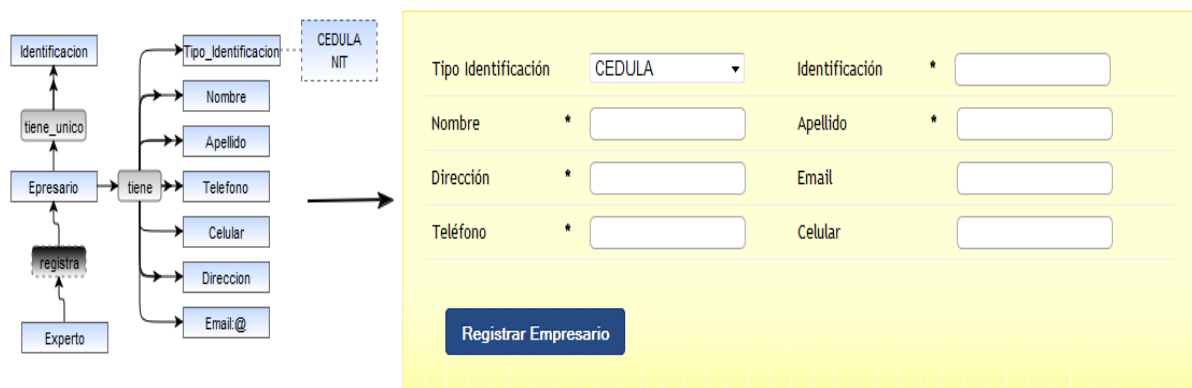 Identificacion
tiene_unico
Epresario
registra
Experto
tiene
Tipo_Identificacion
CEDULA
NIT
Nombre
Apellido
Telefono
Celular
Direccion
Email:@
Tipo Identificación CEDULA Identificación *
Nombre * Apellido *
Dirección * Email
Teléfono * Celular
Registrar Empresario